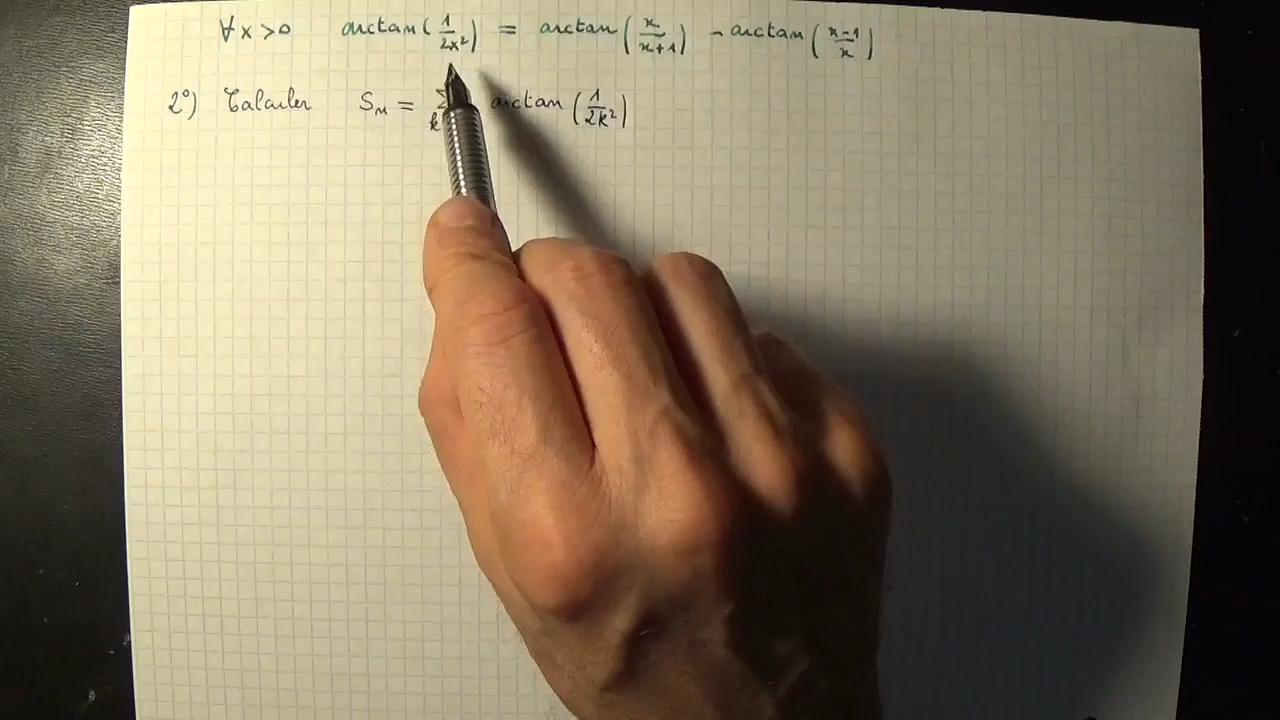 ∀ x > 0 arctan(1/2x²) = arctan(x/x+1) - arctan(x-1/x)
2°) Calculer Sn = Σ k arctan(1/2k²)